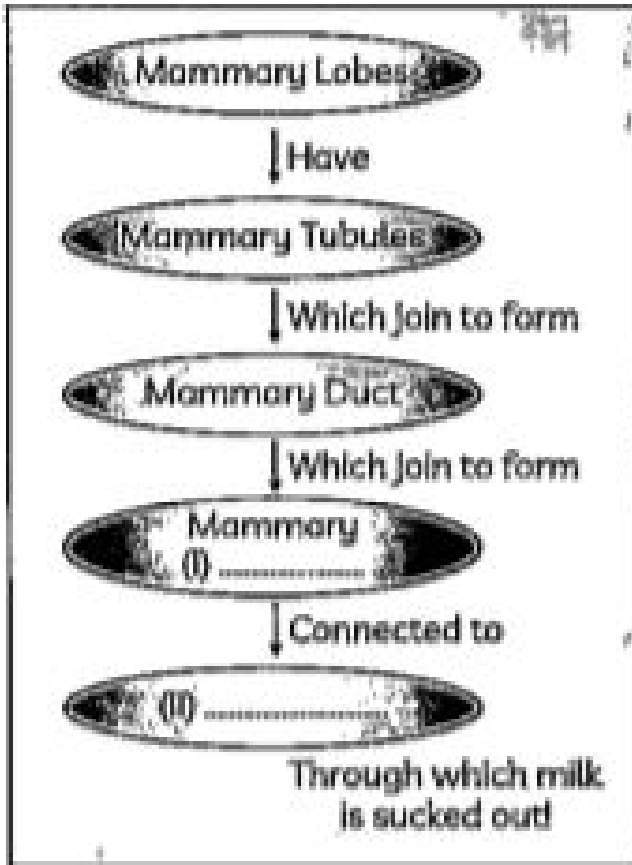 Mammary Lobes
Have
Mammary Tubules
Which join to form
Mammary Duct
Which join to form
Mammary
(I) ................
Connected to
(II) ....................
Through which milk
is sucked out!